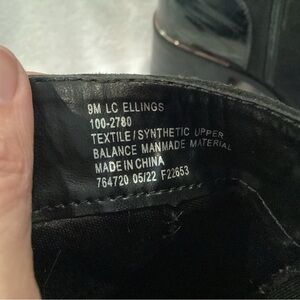 9M LC ELLINGS
100-2780
TEXTILE/SYNTHETIC UPPER
BALANCE MANMADE MATERIAL
MADE IN CHINA
764720 05/22 F22653